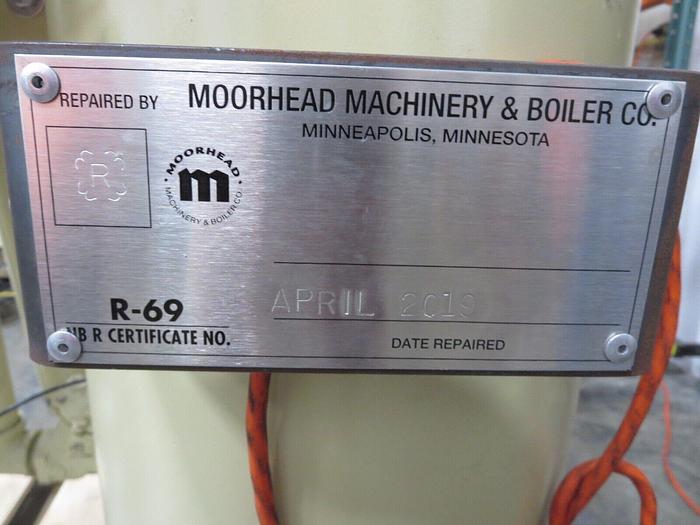 REPAIRED BY MOORHEAD MACHINERY & BOILER CO.
MINNEAPOLIS, MINNESOTA
R
MOORHEAD
m
MACHINERY & BOILER CO.
R-69
NB R CERTIFICATE NO.
APRIL 2019
DATE REPAIRED